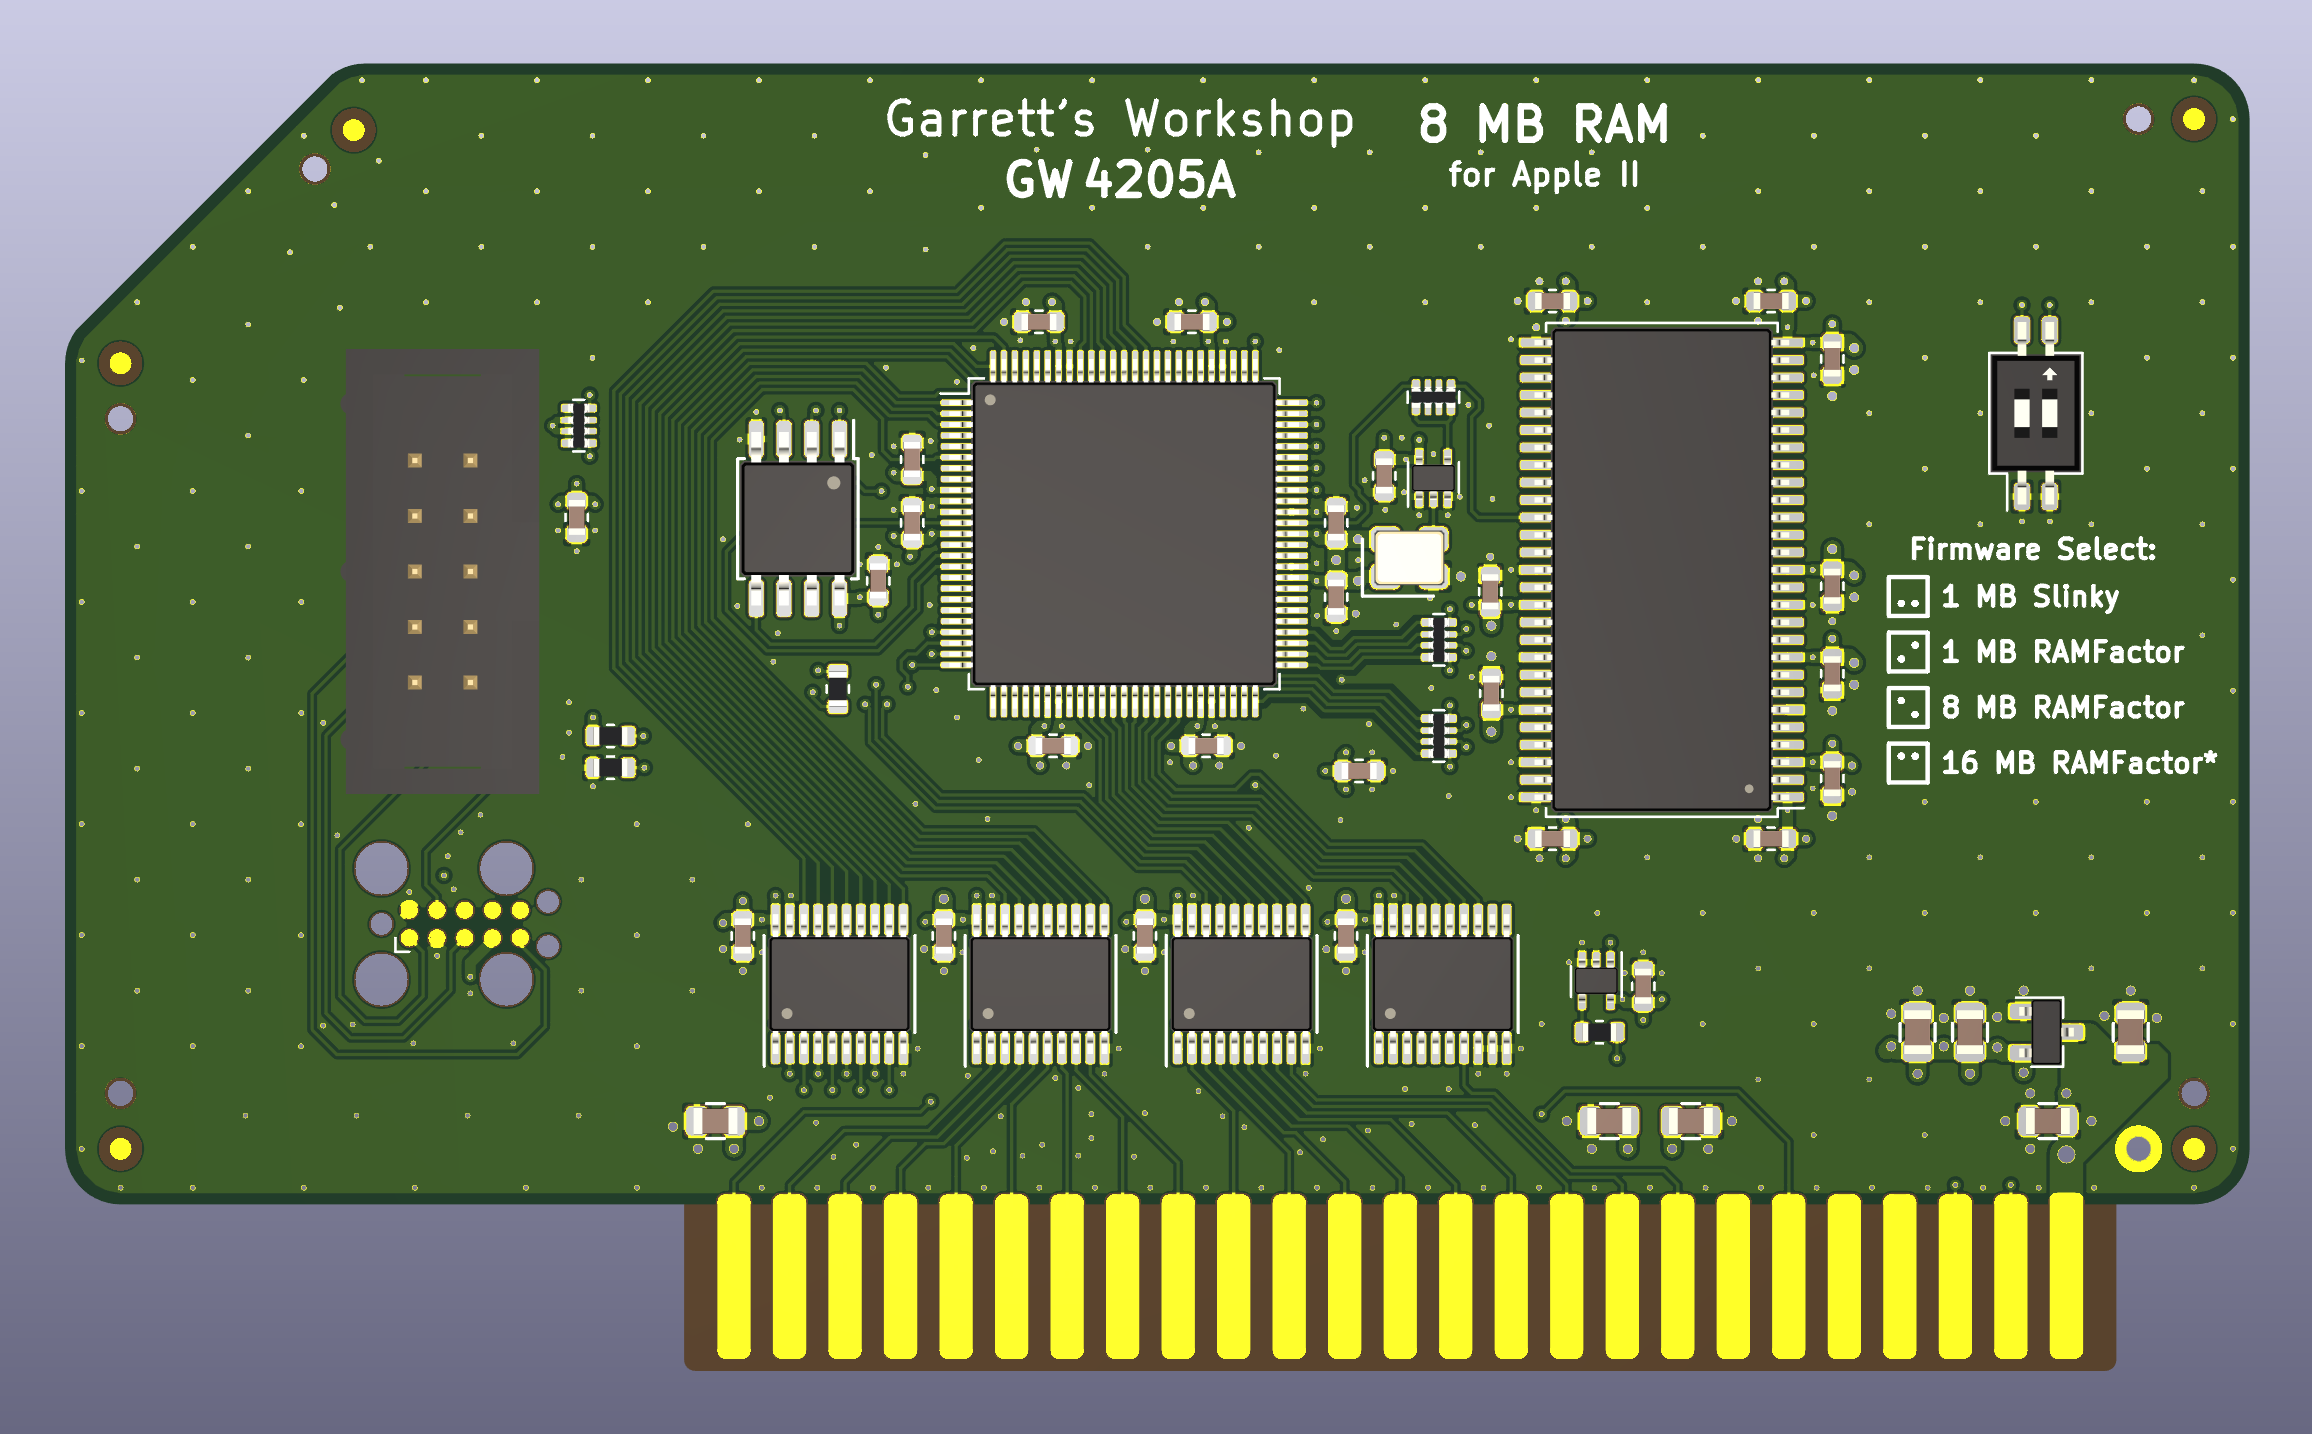 Garrett's Workshop
GW4205A
8 MB RAM
for Apple II
Firmware Select:
1 MB Slinky
1 MB RAMFactor
8 MB RAMFactor
16 MB RAMFactor*